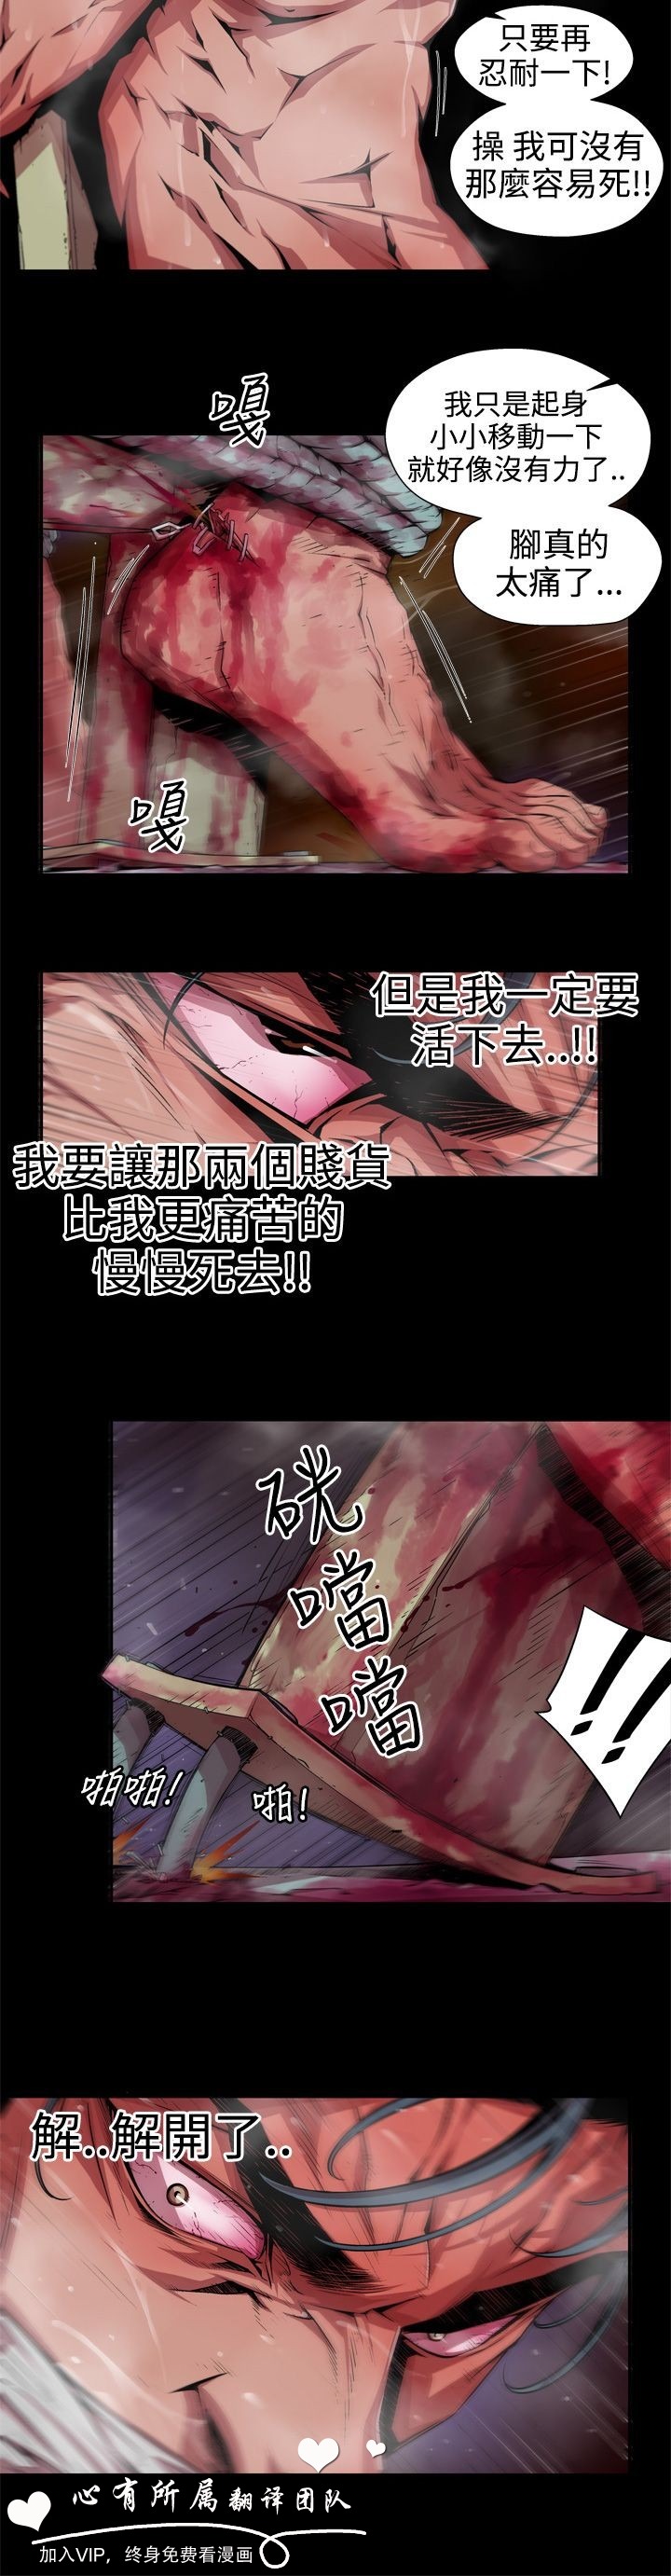 只要再
忍耐一下!
操 我可沒有
那麼容易死!!
嘎
我只是起身
小小移動一下
就好像沒有力了..
腳真的
太痛了...
嘎
但是我一定要
活下去..!!
我要讓那兩個賤貨
比我更痛苦的
慢慢死去!!
硄
噹
噹
!!
啪啪!
啪!
解..解開了..
心有所属翻译团队
加入VIP，终身免费看漫画